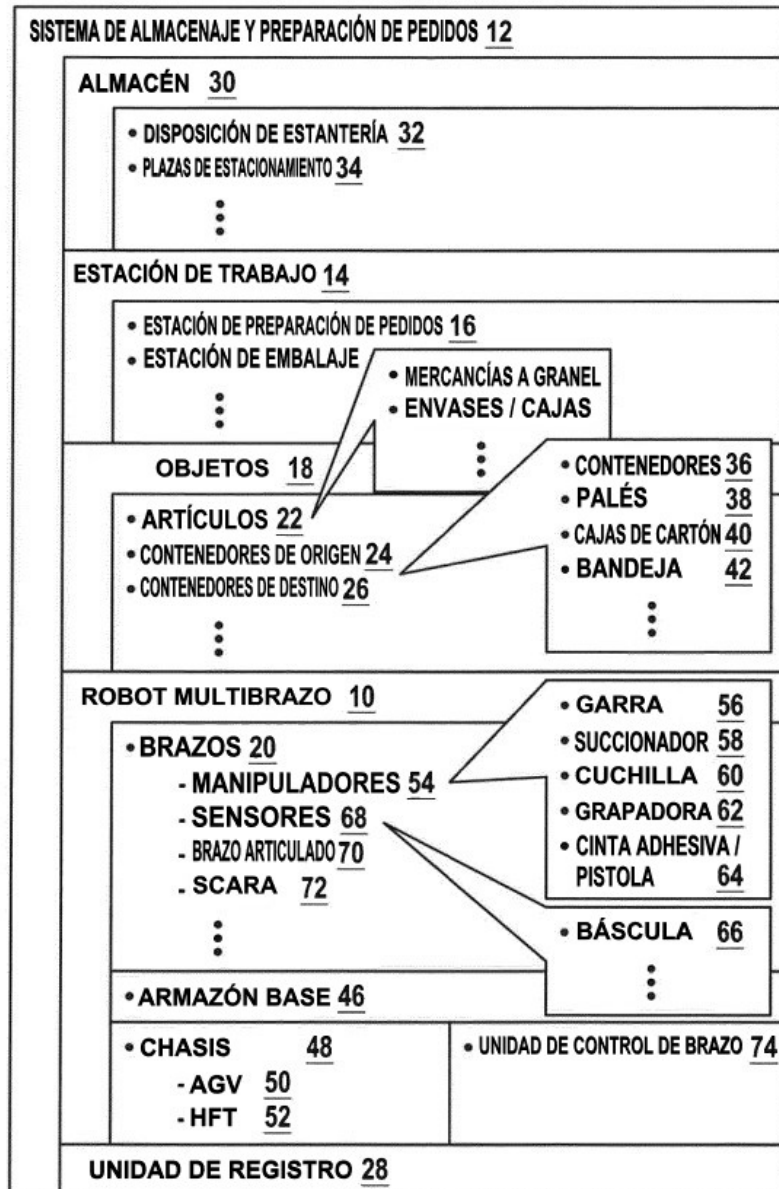 SISTEMA DE ALMACENAJE Y PREPARACIÓN DE PEDIDOS 12
ALMACÉN 30
• DISPOSICIÓN DE ESTANTERÍA 32
• PLAZAS DE ESTACIONAMIENTO 34
ESTACIÓN DE TRABAJO 14
• ESTACIÓN DE PREPARACIÓN DE PEDIDOS 16
• ESTACIÓN DE EMBALAJE
• MERCANCÍAS A GRANEL
• ENVASES / CAJAS
OBJETOS 18
• ARTÍCULOS 22
• CONTENEDORES DE ORIGEN 24
• CONTENEDORES DE DESTINO 26
• CONTENEDORES 36
• PALÉS 38
• CAJAS DE CARTÓN 40
• BANDEJA 42
ROBOT MULTIBRAZO 10
• BRAZOS 20
- MANIPULADORES 54
- SENSORES 68
- BRAZO ARTICULADO 70
- SCARA 72
• GARRA 56
• SUCCIONADOR 58
• CUCHILLA 60
• GRAPADORA 62
• CINTA ADHESIVA /
PISTOLA 64
• BÁSCULA 66
• ARMAZÓN BASE 46
• CHASIS 48
- AGV 50
- HFT 52
• UNIDAD DE CONTROL DE BRAZO 74
UNIDAD DE REGISTRO 28